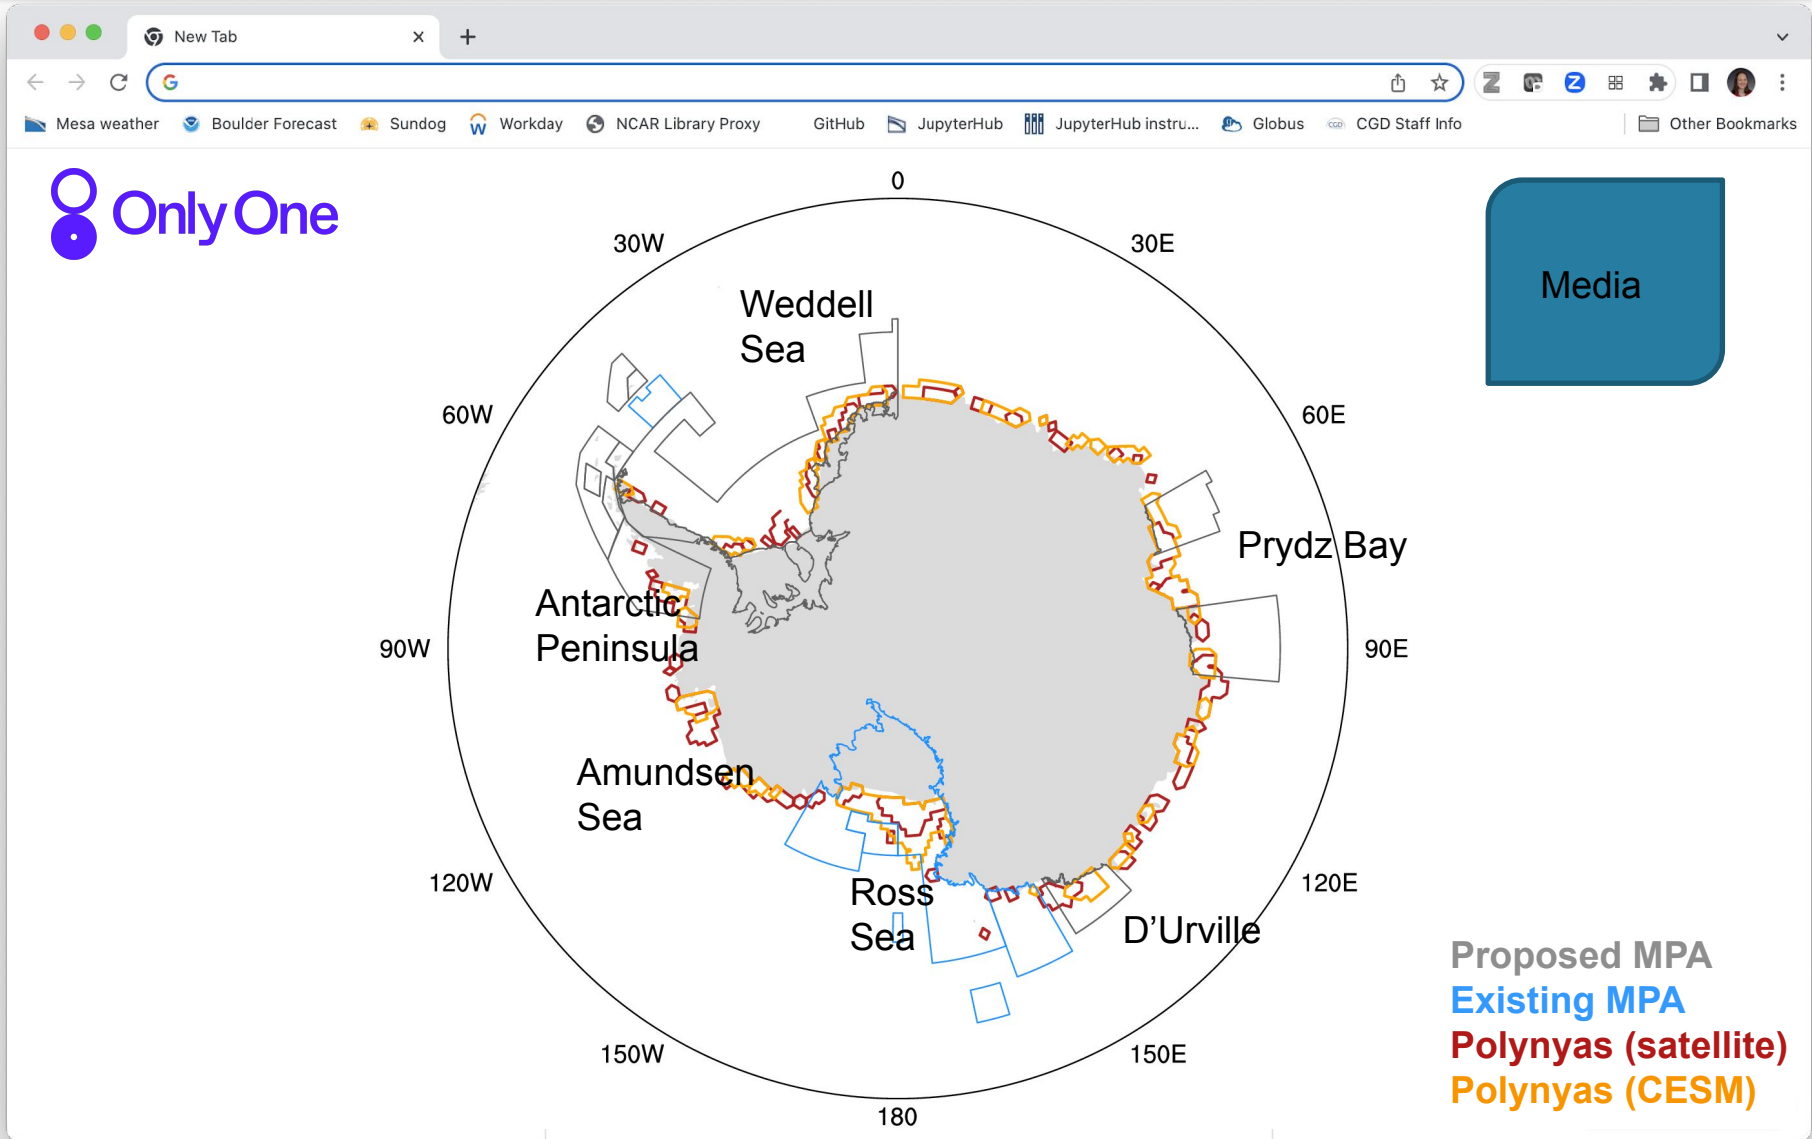 New Tab
Mesa weather
Boulder Forecast
Sundog
Workday
NCAR Library Proxy
GitHub
JupyterHub
JupyterHub instru...
Globus
CGD Staff Info
Other Bookmarks
Only One
Media
0
30W
30E
Weddell
Sea
60W
60E
Prydz Bay
Antarctic
Peninsula
90W
90E
Amundsen
Sea
120W
120E
Ross
Sea
D'Urville
150W
150E
180
Proposed MPA
Existing MPA
Polynyas (satellite)
Polynyas (CESM)